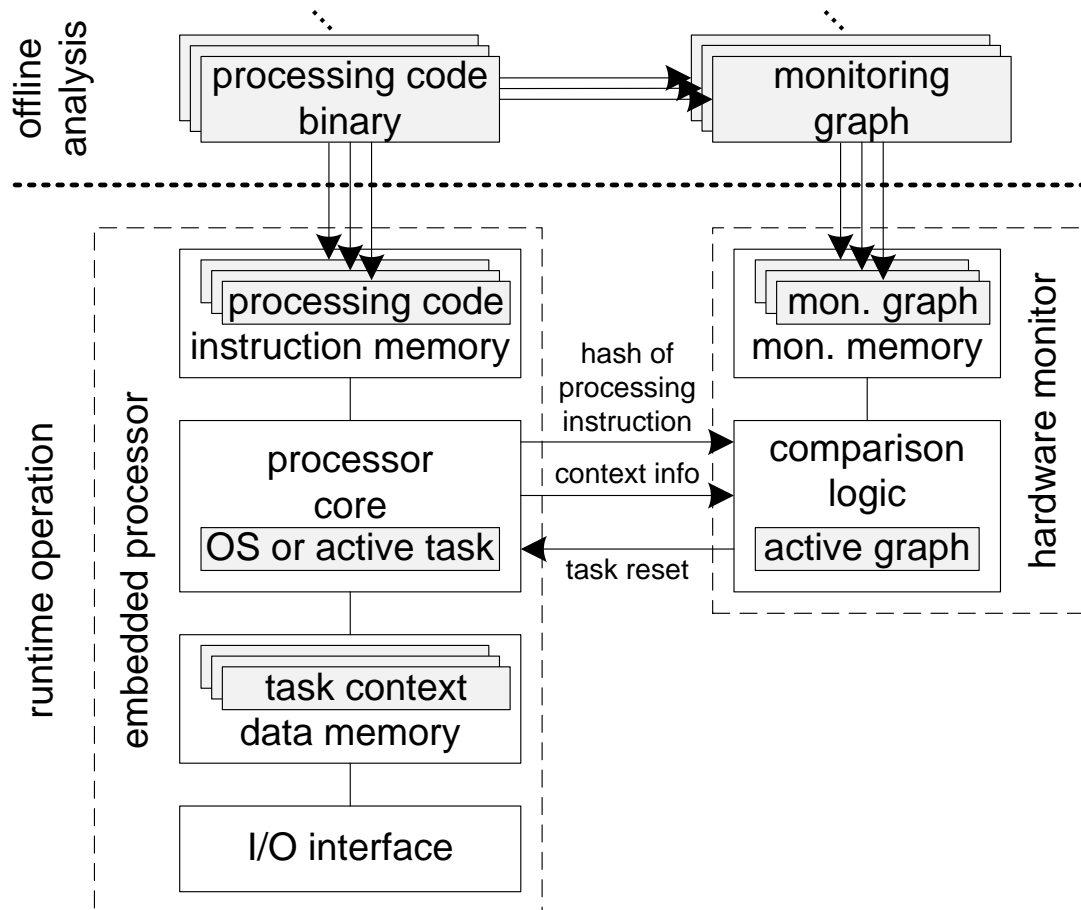 offline
analysis
processing code
binary
monitoring
graph
runtime operation
embedded processor
processing code
instruction memory
processor
core
OS or active task
task context
data memory
I/O interface
hash of
processing
instruction
context info
task reset
mon. graph
mon. memory
comparison
logic
active graph
hardware monitor